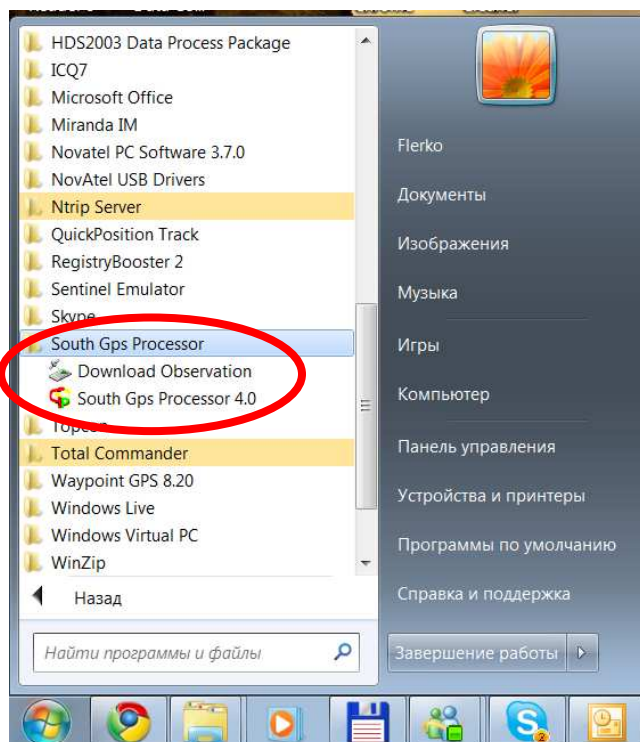 HDS2003 Data Process Package
ICQ7
Microsoft Office
Miranda IM
Novatel PC Software 3.7.0
NovAtel USB Drivers
Ntrip Server
QuickPosition Track
RegistryBooster 2
Sentinel Emulator
Skype
South Gps Processor
Download Observation
South Gps Processor 4.0
Topcon
Total Commander
Waypoint GPS 8.20
Windows Live
Windows Virtual PC
WinZip
Назад
Найти программы и файлы
Flerko
Документы
Изображения
Музыка
Игры
Компьютер
Панель управления
Устройства и принтеры
Программы по умолчанию
Справка и поддержка
Завершение работы